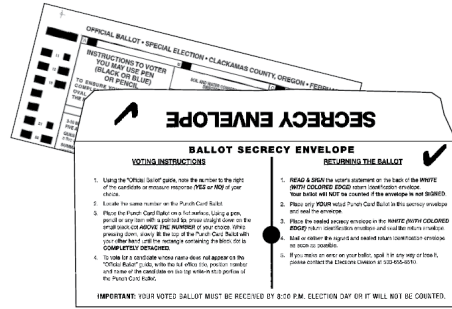 OFFICIAL BALLOT • SPECIAL ELECTION • CLACKAMAS COUNTY, OREGON •
INSTRUCTIONS TO VOTER
YOU MAY USE PEN
(BLACK OR BLUE)
OR PENCIL
SECRECY ENVELOPE
BALLOT SECRECY ENVELOPE
VOTING INSTRUCTIONS
1. Using the "Official Ballot" guide, note the number to the right
of the candidate or measure response (YES or NO) of your
choice.
2. Locate the same number on the Punch Card Ballot.
3. Place the Punch Card Ballot on a flat surface. Using a pen,
pencil or any item with a pointed tip, press straight down on the
small black dot ABOVE THE NUMBER of your choice. While
pressing down, slowly lift the top of the Punch Card Ballot with
your other hand until the rectangle containing the black dot is
COMPLETELY DETACHED.
4. To vote for a candidate whose name does not appear on the
"Official Ballot" guide, write the full office title, position number
and name of the candidate on the top write-in stub portion of
the Punch Card Ballot.
RETURNING THE BALLOT
1. READ & SIGN the voter's statement on the back of the WHITE
(WITH COLORED EDGE) return identification envelope.
Your ballot will NOT be counted if the envelope is not SIGNED.
2. Place only YOUR voted Punch Card Ballot in this secrecy envelope
and seal the envelope.
3. Place the sealed secrecy envelope in the WHITE (WITH COLORED
EDGE) return identification envelope and seal the return envelope.
4. Mail or deliver the signed and sealed return identification envelope
as soon as possible.
5. If you make an error on your ballot, spoil it in any way or lose it,
please contact the Elections Division at 503-655-8510.
IMPORTANT: YOUR VOTED BALLOT MUST BE RECEIVED BY 8:00 P.M. ELECTION DAY OR IT WILL NOT BE COUNTED.